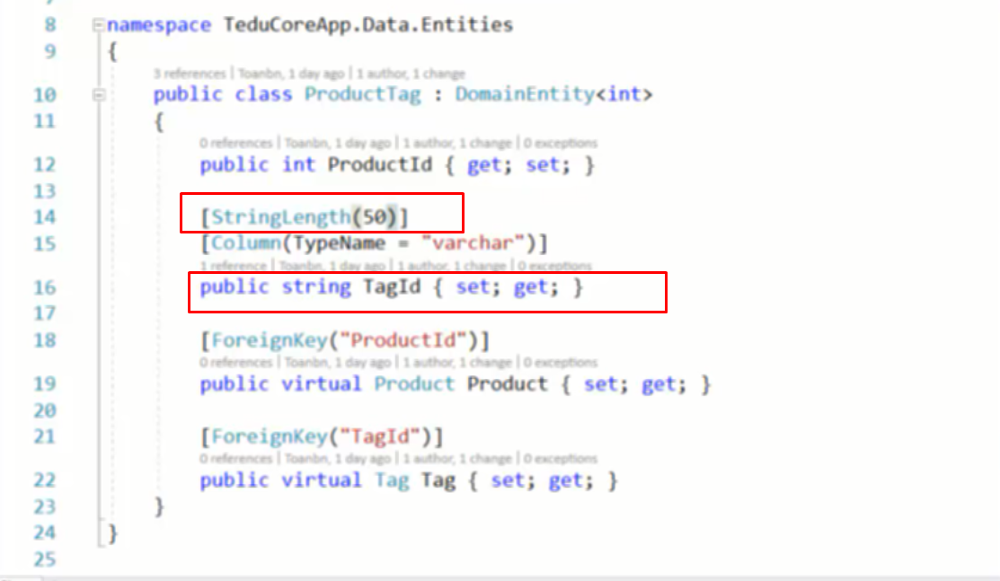 8 namespace TeduCoreApp.Data.Entities
9 {
3 references | Toanbn, 1 day ago | 1 author, 1 change
10 public class ProductTag : DomainEntity<int>
11 {
0 references | Toanbn, 1 day ago | 1 author, 1 change | 0 exceptions
12 public int ProductId { get; set; }
13
14 [StringLength(50)]
15 [Column(TypeName = "varchar")]
1 reference | Toanbn, 1 day ago | 1 author, 1 change | 0 exceptions
16 public string TagId { set; get; }
17
18 [ForeignKey("ProductId")]
0 references | Toanbn, 1 day ago | 1 author, 1 change | 0 exceptions
19 public virtual Product Product { set; get; }
20
21 [ForeignKey("TagId")]
0 references | Toanbn, 1 day ago | 1 author, 1 change | 0 exceptions
22 public virtual Tag Tag { set; get; }
23 }
24 }
25